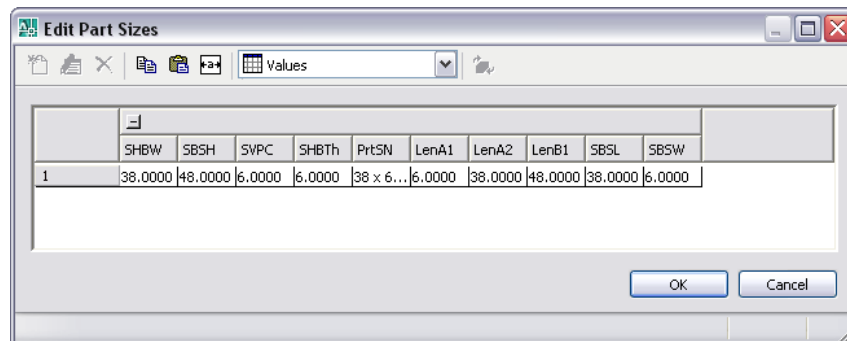 Edit Part Sizes
Values
SHBW SBSH SVPC SHBTh PrtSN LenA1 LenA2 LenB1 SBSL SBSW
1 38.0000 48.0000 6.0000 6.0000 38 x 6... 6.0000 38.0000 48.0000 38.0000 6.0000
OK Cancel